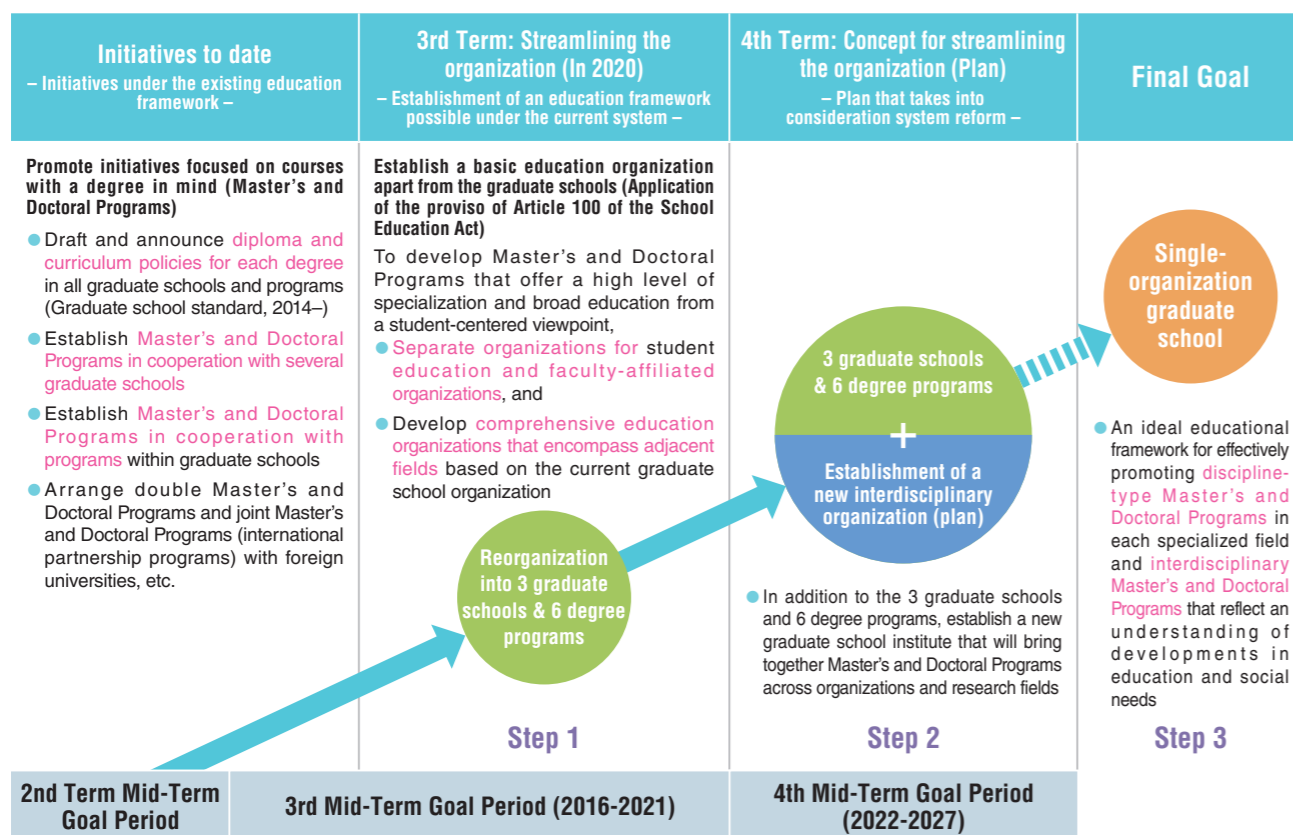 Initiatives to date
– Initiatives under the existing education
framework –
3rd Term: Streamlining the
organization (In 2020)
– Establishment of an education framework
possible under the current system –
4th Term: Concept for streamlining
the organization (Plan)
– Plan that takes into
consideration system reform –
Final Goal
Promote initiatives focused on courses
with a degree in mind (Master's and
Doctoral Programs)
Draft and announce diploma and
curriculum policies for each degree
in all graduate schools and programs
(Graduate school standard, 2014–)
Establish Master's and Doctoral
Programs in cooperation with several
graduate schools
Establish Master's and Doctoral
Programs in cooperation with
programs within graduate schools
Arrange double Master's and
Doctoral Programs and joint Master's
and Doctoral Programs (international
partnership programs) with foreign
universities, etc.
Establish a basic education organization
apart from the graduate schools (Application
of the proviso of Article 100 of the School
Education Act)
To develop Master's and Doctoral
Programs that offer a high level of
specialization and broad education from
a student-centered viewpoint,
Separate organizations for student
education and faculty-affiliated
organizations, and
Develop comprehensive education
organizations that encompass adjacent
fields based on the current graduate
school organization
Reorganization
into 3 graduate
schools & 6 degree
programs
Step 1
3 graduate schools
& 6 degree programs
+
Establishment of a
new interdisciplinary
organization (plan)
In addition to the 3 graduate schools
and 6 degree programs, establish a new
graduate school institute that will bring
together Master's and Doctoral Programs
across organizations and research fields
Step 2
Single-
organization
graduate
school
An ideal educational
framework for effectively
promoting discipline-
type Master's and
Doctoral Programs in
each specialized field
and interdisciplinary
Master's and Doctoral
Programs that reflect an
understanding of
developments in
education and social
needs
Step 3
2nd Term Mid-Term
Goal Period
3rd Mid-Term Goal Period (2016-2021)
4th Mid-Term Goal Period
(2022-2027)